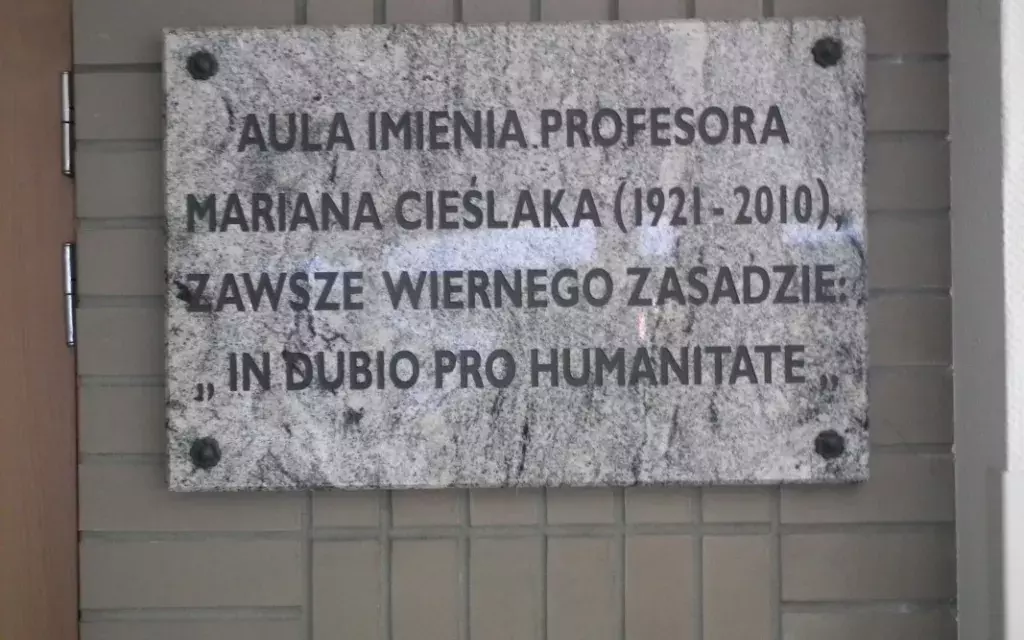 AULA IMIENIA PROFESORA
MARIANA CIEŚLAKA (1921 - 2010),
ZAWSZE WIERNEGO ZASADZIE:
„ IN DUBIO PRO HUMANITATE „